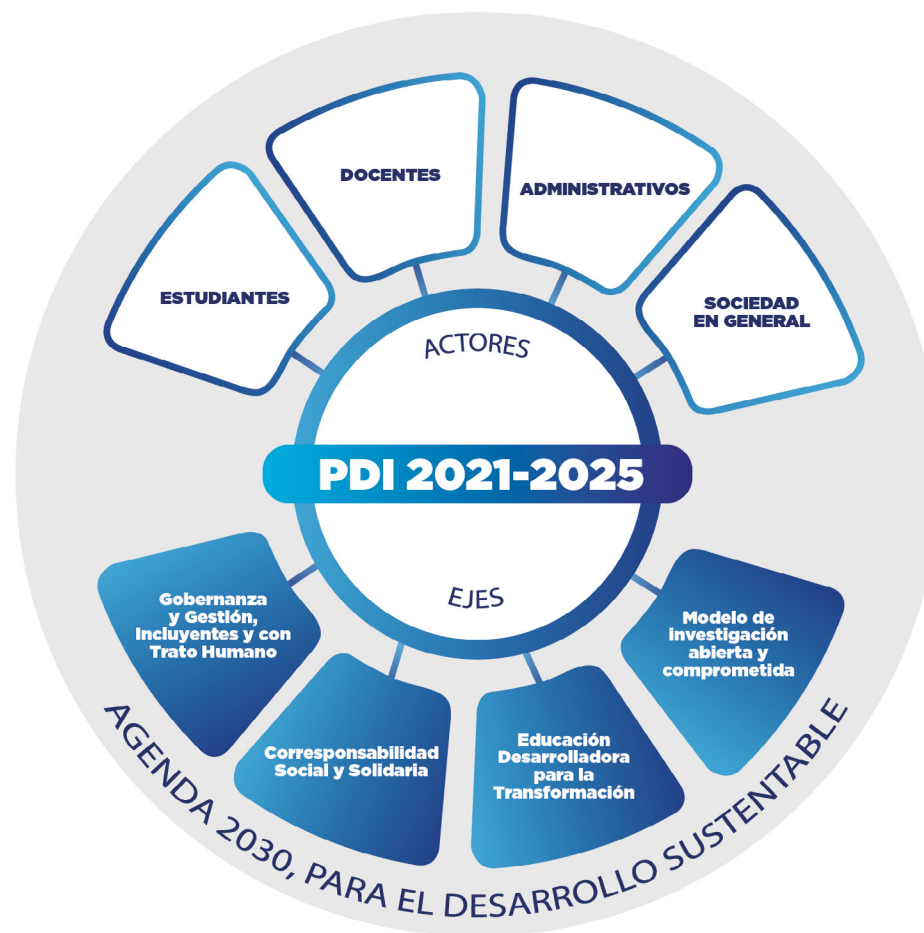 DOCENTES
ADMINISTRATIVOS
ESTUDIANTES
SOCIEDAD
EN GENERAL
ACTORES
PDI 2021-2025
EJES
Gobernanza
y Gestión,
Incluyentes y con
Trato Humano
Corresponsabilidad
Social y Solidaria
Educación
Desarrolladora
para la
Transformación
Modelo de
investigación
abierta y
comprometida
AGENDA 2030, PARA EL DESARROLLO SUSTENTABLE